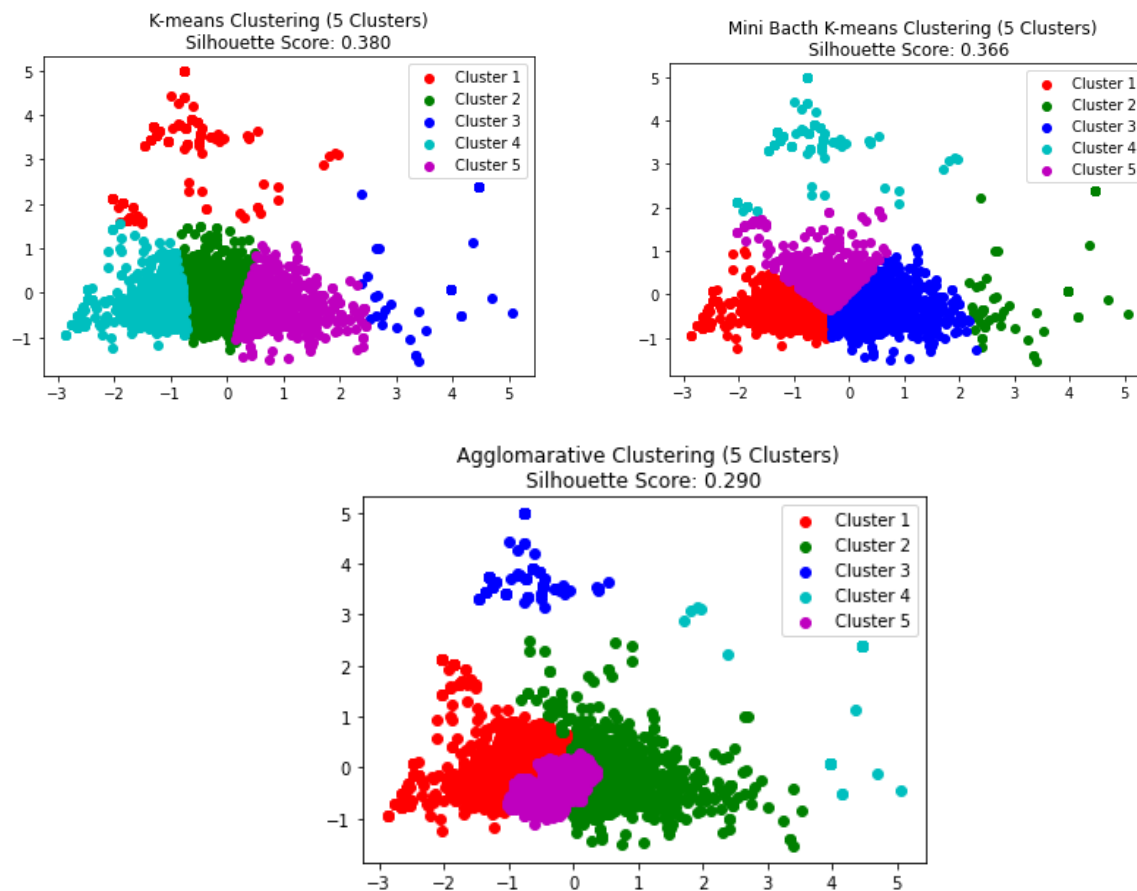 K-means Clustering (5 Clusters)
Silhouette Score: 0.380
Cluster 1
Cluster 2
Cluster 3
Cluster 4
Cluster 5
5
4
3
2
1
0
−1
−3
−2
−1
0
1
2
3
4
5
Mini Bacth K-means Clustering (5 Clusters)
Silhouette Score: 0.366
Cluster 1
Cluster 2
Cluster 3
Cluster 4
Cluster 5
5
4
3
2
1
0
−1
−3
−2
−1
0
1
2
3
4
5
Agglomarative Clustering (5 Clusters)
Silhouette Score: 0.290
Cluster 1
Cluster 2
Cluster 3
Cluster 4
Cluster 5
5
4
3
2
1
0
−1
−3
−2
−1
0
1
2
3
4
5